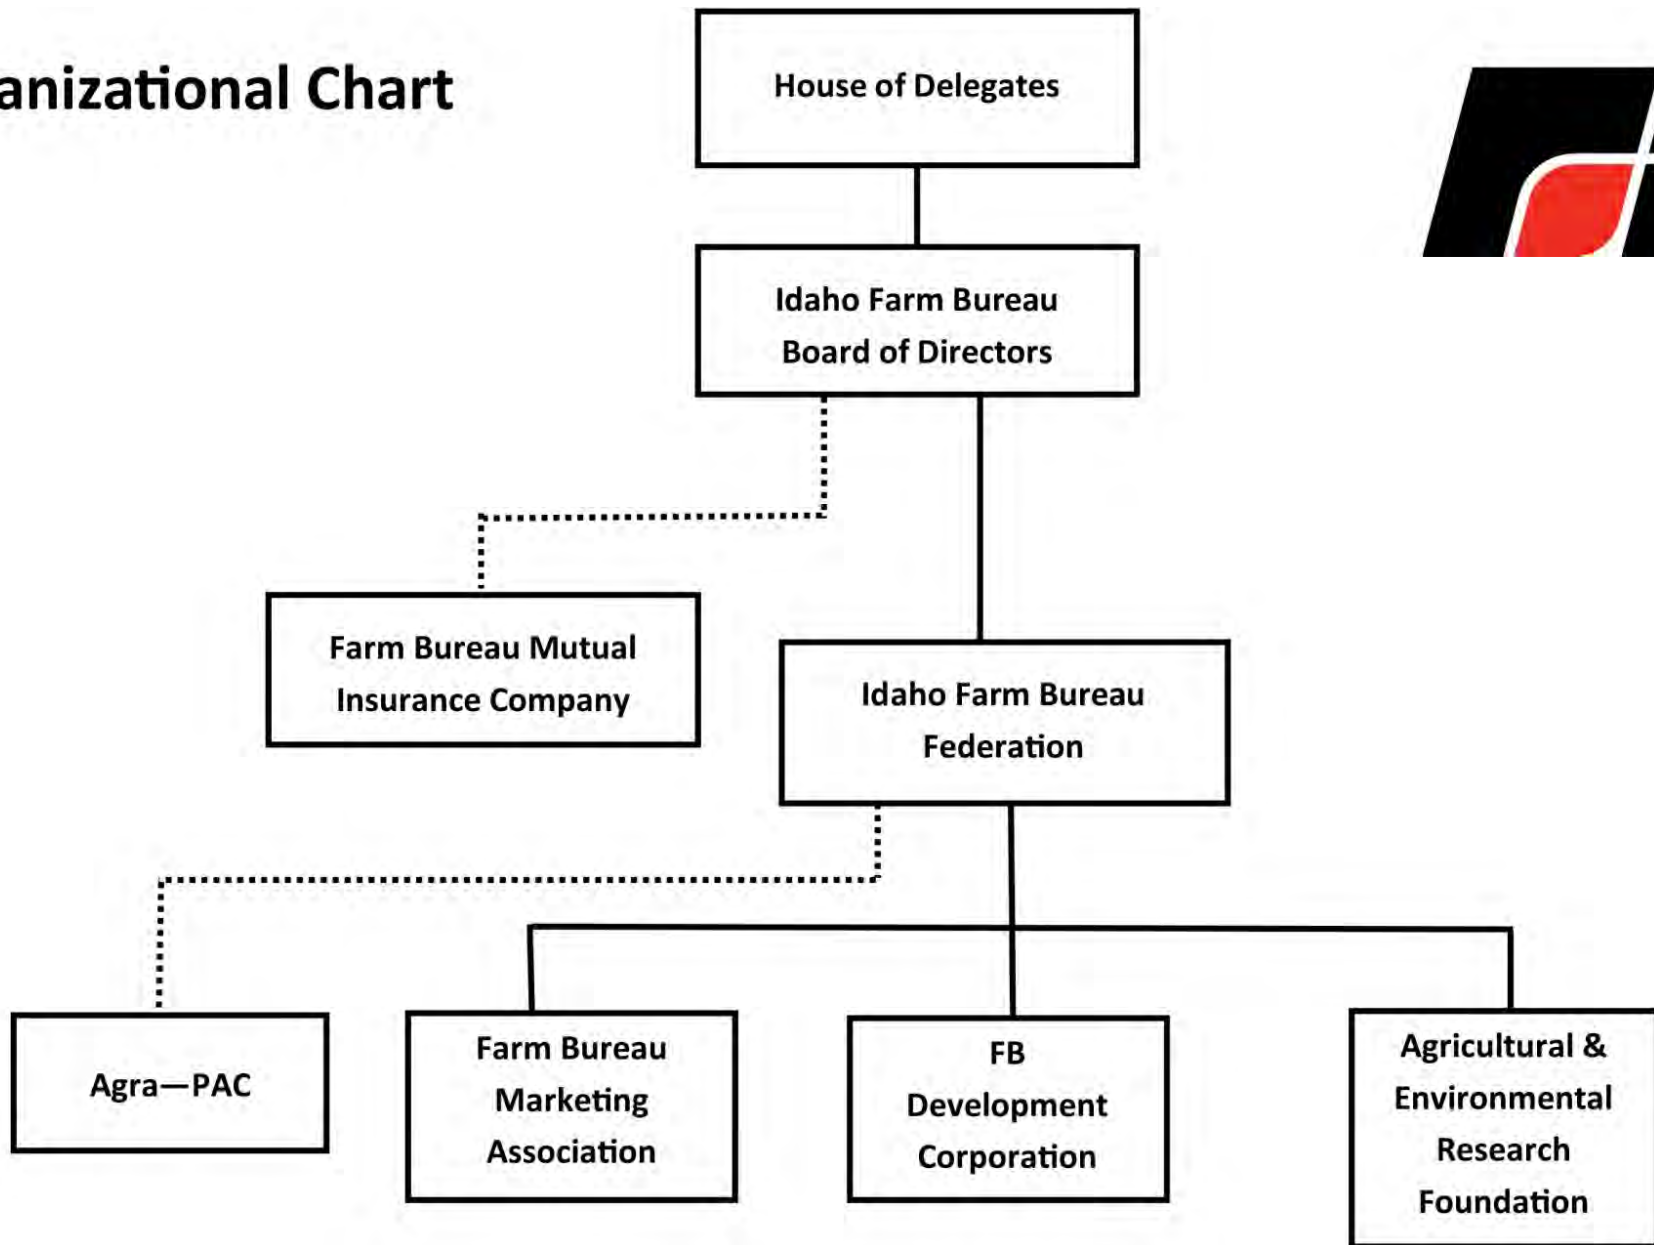 anizational Chart
House of Delegates
Idaho Farm Bureau
Board of Directors
Farm Bureau Mutual
Insurance Company
Idaho Farm Bureau
Federation
Agra—PAC
Farm Bureau
Marketing
Association
FB
Development
Corporation
Agricultural &
Environmental
Research
Foundation